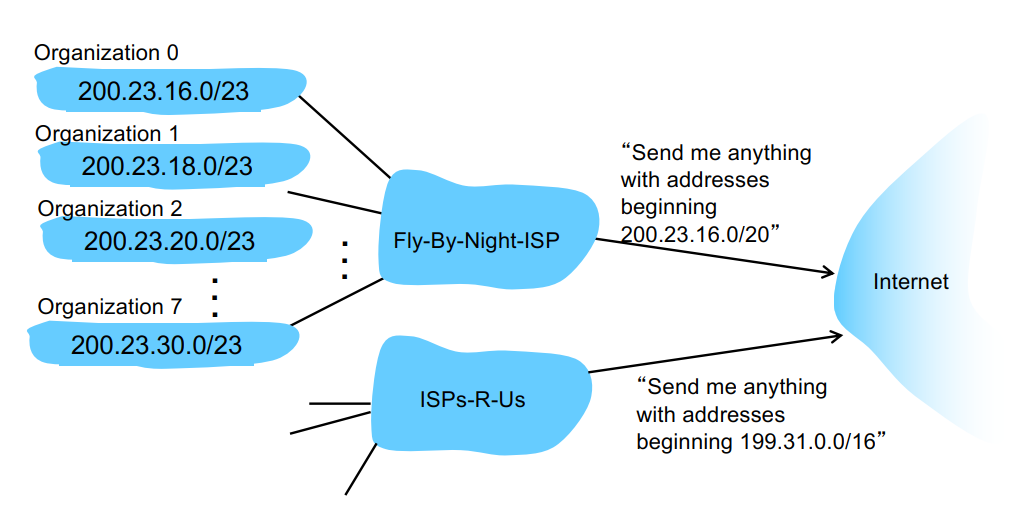 Organization 0
200.23.16.0/23
Organization 1
200.23.18.0/23
Organization 2
200.23.20.0/23
Organization 7
200.23.30.0/23
Fly-By-Night-ISP
“Send me anything
with addresses
beginning
200.23.16.0/20”
Internet
ISPs-R-Us
“Send me anything
with addresses
beginning 199.31.0.0/16”